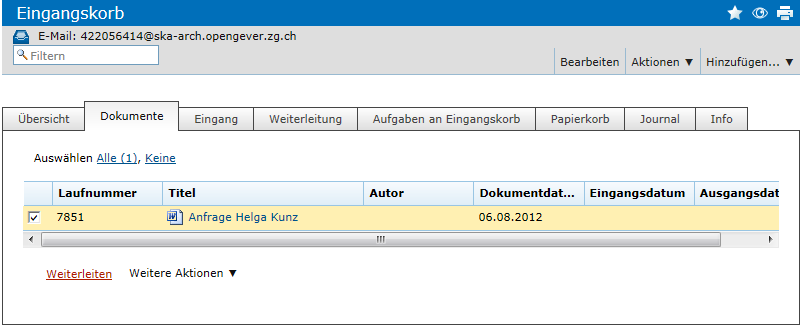 Eingangskorb
E-Mail: 422056414@ska-arch.opengever.zg.ch
Filtern
Bearbeiten Aktionen ▼ Hinzufügen... ▼
Übersicht Dokumente Eingang Weiterleitung Aufgaben an Eingangskorb Papierkorb Journal Info
Auswählen Alle (1), Keine
Laufnummer Titel Autor Dokumentdat... Eingangsdatum Ausgangsdat
7851 Anfrage Helga Kunz 06.08.2012
Weiterleiten Weitere Aktionen ▼